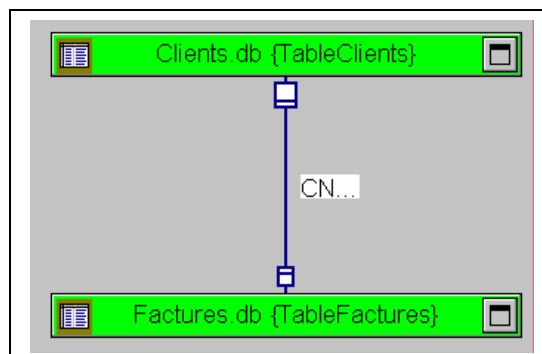 Clients.db {TableClients}
CN...
Factures.db {TableFactures}